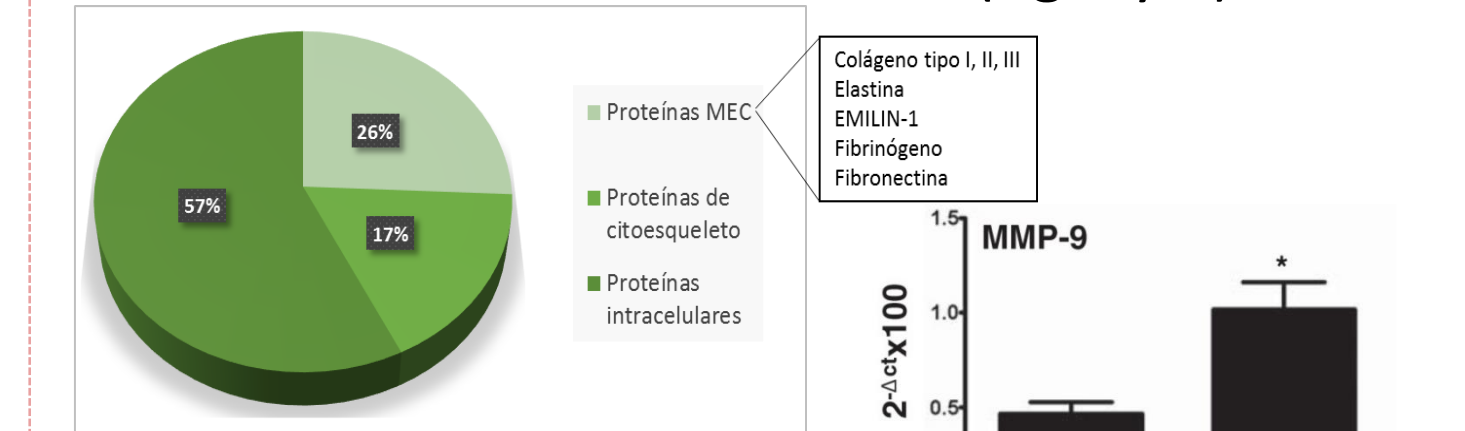 26%
57%
17%
Proteínas MEC
Proteínas de
citoesqueleto
Proteínas
intracelulares
Colágeno tipo I, II, III
Elastina
EMILIN-1
Fibrinógeno
Fibronectina
MMP-9
1.5
1.0
0.5
2-Δctx100
*